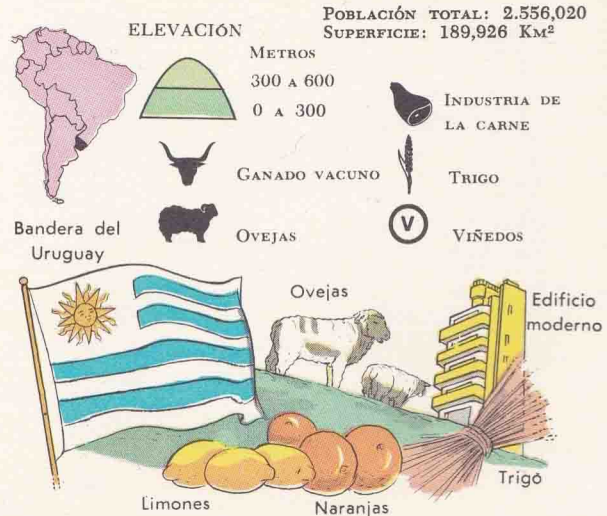 ELEVACIÓN
POBLACIÓN TOTAL: 2.556,020
SUPERFICIE: 189,926 KM²
METROS
300 A 600
0 A 300
INDUSTRIA DE
LA CARNE
GANADO VACUNO
TRIGO
OVEJAS
V
VIÑEDOS
Bandera del
Uruguay
Ovejas
Edificio
moderno
Limones
Naranjas
Trigo